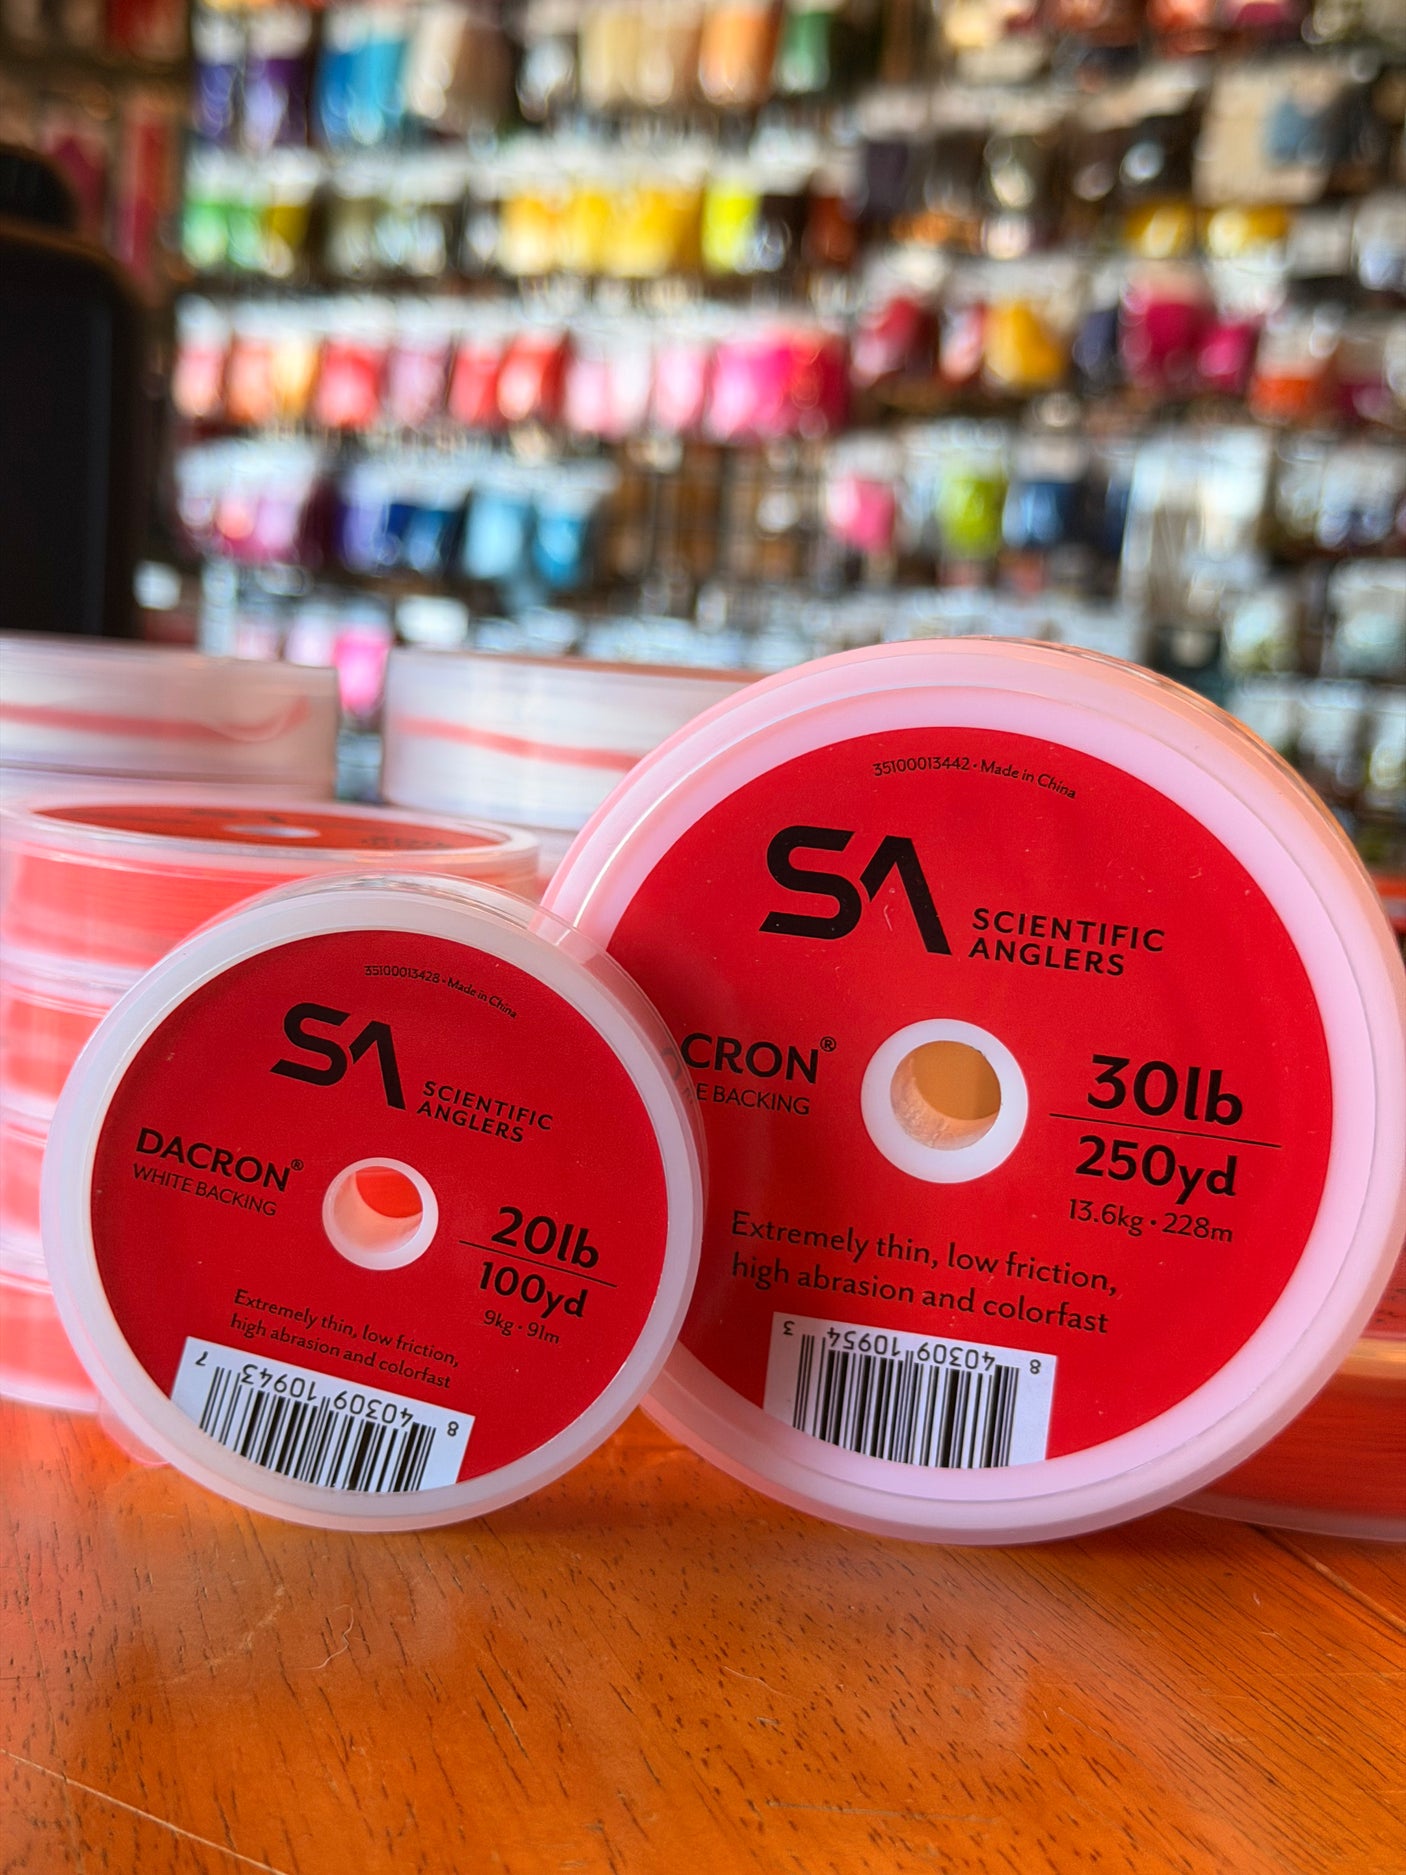 35100013428 · Made in China
SA
SCIENTIFIC
ANGLERS
DACRON®
WHITE BACKING
20lb
100yd
9kg · 91m
Extremely thin, low friction,
high abrasion and colorfast
8 40309 10943 7
35100013442 · Made in China
SA
SCIENTIFIC
ANGLERS
CRON®
E BACKING
30lb
250yd
13.6kg · 228m
Extremely thin, low friction,
high abrasion and colorfast
8 40309 10954 3